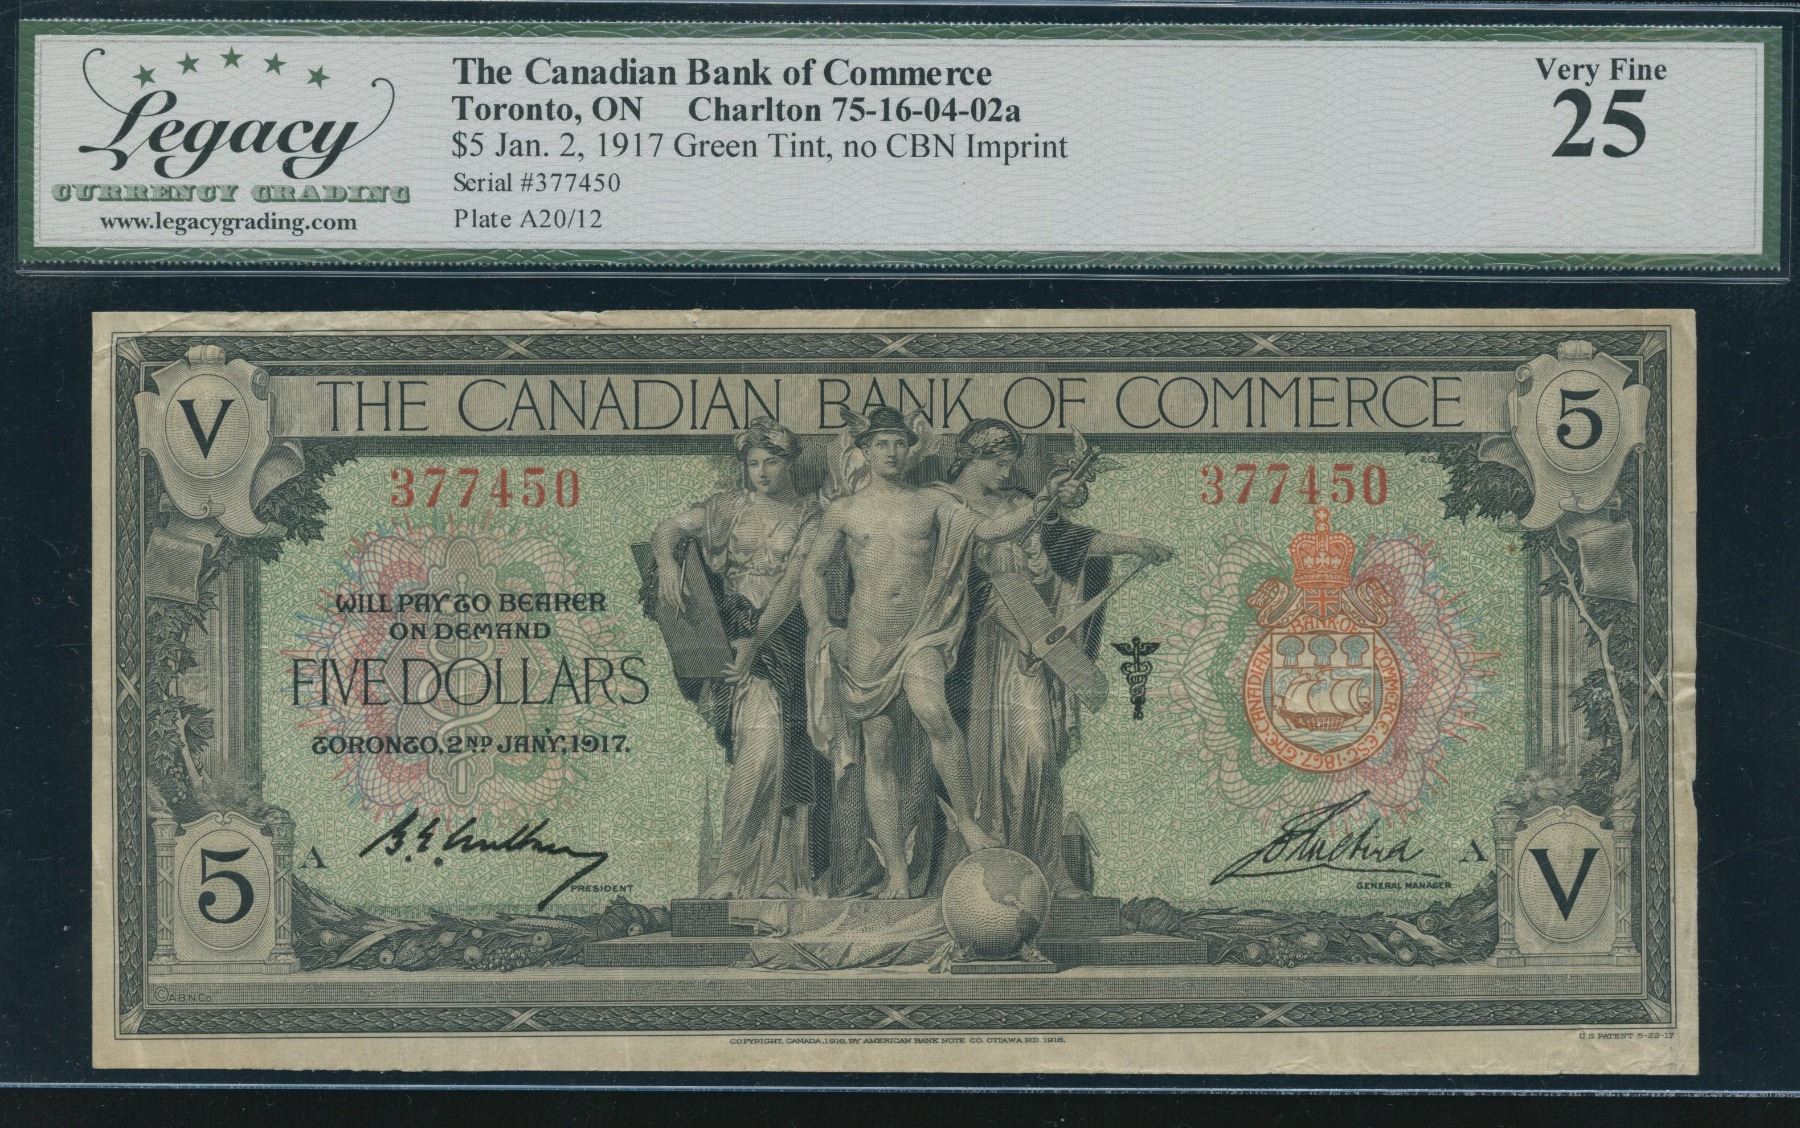 Legacy
CURRENCY GRADING
www.legacygrading.com
The Canadian Bank of Commerce
Toronto, ON Charlton 75-16-04-02a
$5 Jan. 2, 1917 Green Tint, no CBN Imprint
Serial #377450
Plate A20/12
Very Fine
25
V
THE CANADIAN BANK OF COMMERCE
5
377450
377450
WILL PAY TO BEARER
ON DEMAND
FIVE DOLLARS
TORONTO, 2ND JANY, 1917.
THE CANADIAN BANK OF COMMERCE. EST. 1867.
A
PRESIDENT
A
GENERAL MANAGER
5
V
© A.B.N.Co.
COPYRIGHT, CANADA, 1916, BY AMERICAN BANK NOTE CO. OTTAWA RD. 1916.
U.S. PATENT 5-22-17